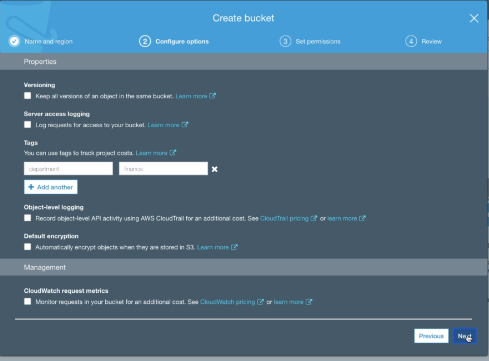 Create bucket
Name and region
2 Configure options
3 Set permissions
4 Review
Properties
Versioning
Keep all versions of an object in the same bucket. Learn more
Server access logging
Log requests for access to your bucket. Learn more
Tags
You can use tags to track project costs. Learn more
department finance
+ Add another
Object-level logging
Record object-level API activity using AWS CloudTrail for an additional cost. See CloudTrail pricing or learn more
Default encryption
Automatically encrypt objects when they are stored in S3. Learn more
Management
CloudWatch request metrics
Monitor requests in your bucket for an additional cost. See CloudWatch pricing or learn more
Previous Next